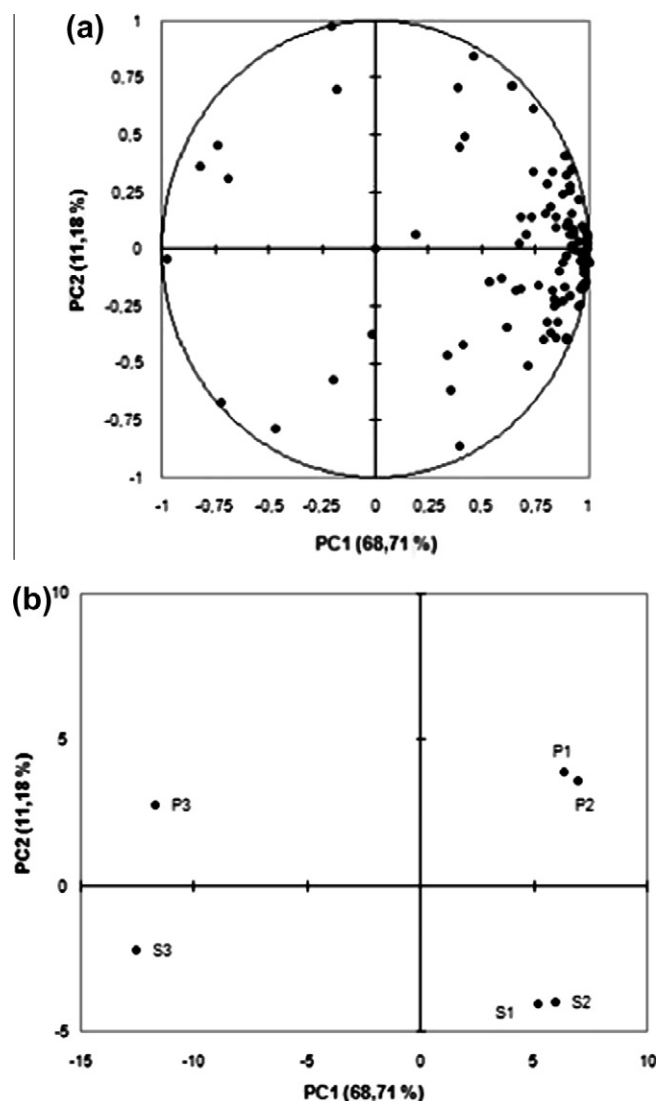 (a)
1
0,75
0,5
0,25
0
-0,25
-0,5
-0,75
-1
PC2 (11,18 %)
-1 -0,75 -0,5 -0,25 0 0,25 0,5 0,75 1
PC1 (68,71 %)
(b)
10
5
0
-5
PC2 (11,18 %)
P1
P2
P3
S3
S1 S2
-15 -10 -5 0 5 10
PC1 (68,71 %)